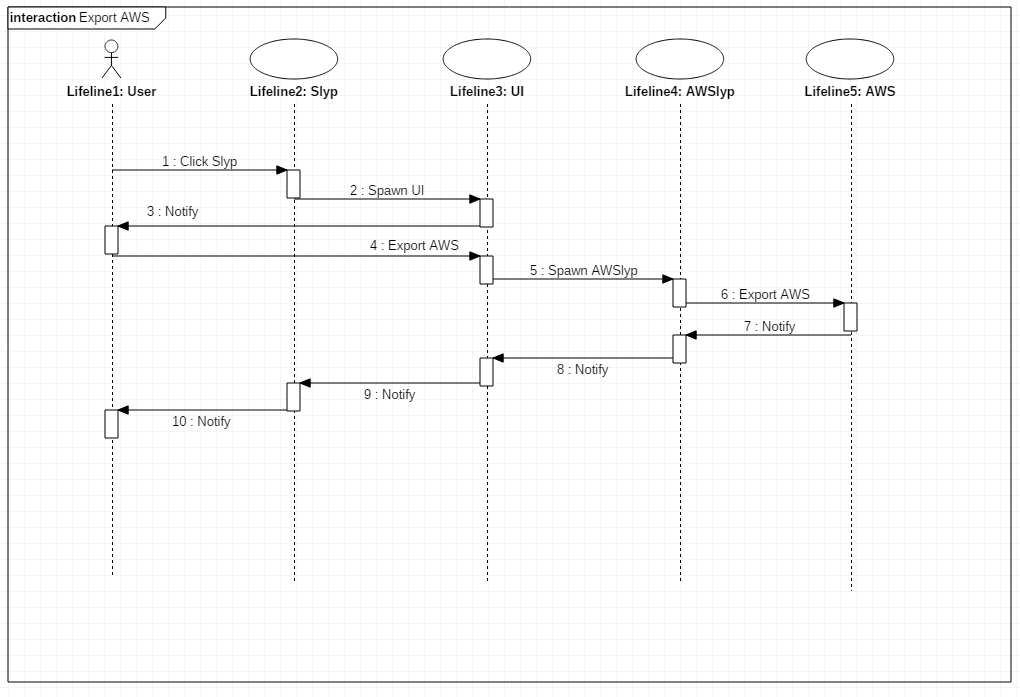 interaction Export AWS
Lifeline1: User
Lifeline2: Slyp
Lifeline3: UI
Lifeline4: AWSlyp
Lifeline5: AWS
1 : Click Slyp
2 : Spawn UI
3 : Notify
4 : Export AWS
5 : Spawn AWSlyp
6 : Export AWS
7 : Notify
8 : Notify
9 : Notify
10 : Notify